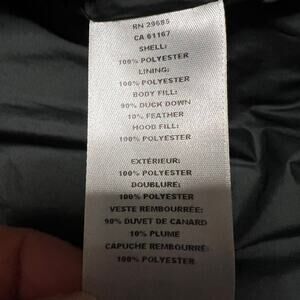 RN 29685
CA 61167
SHELL:
100% POLYESTER
LINING:
100% POLYESTER
BODY FILL:
90% DUCK DOWN
10% FEATHER
HOOD FILL:
100% POLYESTER
EXTÉRIEUR:
100% POLYESTER
DOUBLURE:
100% POLYESTER
VESTE REMBOURRÉE:
90% DUVET DE CANARD
10% PLUME
CAPUCHE REMBOURRÉ:
100% POLYESTER